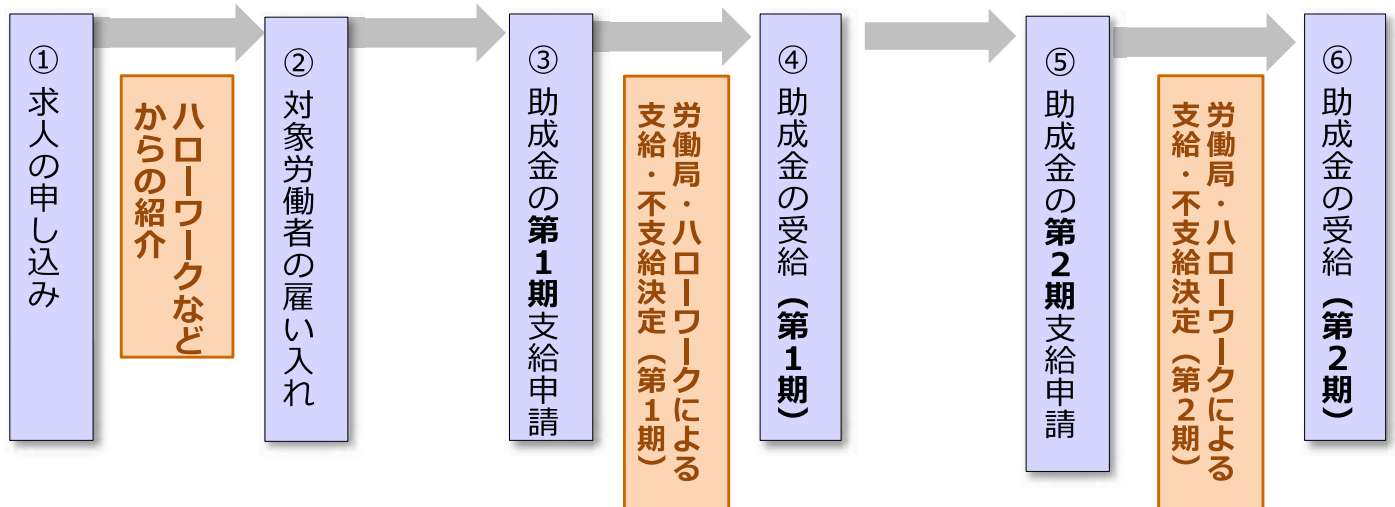 ①求人の申し込み
ハローワークなど
からの紹介
②対象労働者の雇い入れ
③助成金の第1期支給申請
労働局・ハローワークによる
支給・不支給決定（第1期）
④助成金の受給（第1期）
⑤助成金の第2期支給申請
労働局・ハローワークによる
支給・不支給決定（第2期）
⑥助成金の受給（第2期）